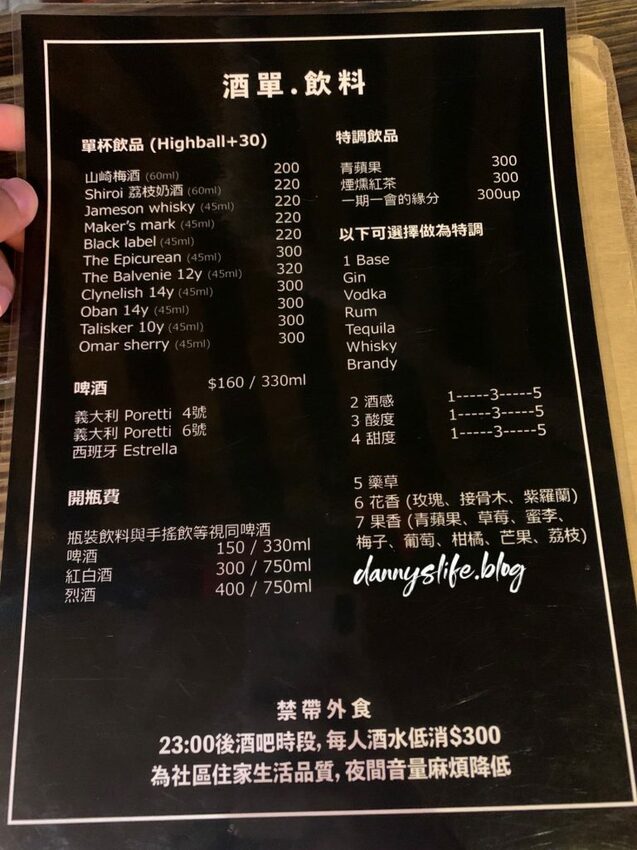 酒單.飲料
單杯飲品 (Highball+30)
山崎梅酒 (60ml) 200
Shiroi 荔枝奶酒 (60ml) 220
Jameson whisky (45ml) 220
Maker's mark (45ml) 220
Black label (45ml) 220
The Epicurean (45ml) 300
The Balvenie 12y (45ml) 320
Clynelish 14y (45ml) 300
Oban 14y (45ml) 300
Talisker 10y (45ml) 300
Omar sherry (45ml) 300
啤酒 $160 / 330ml
義大利 Poretti 4號
義大利 Poretti 6號
西班牙 Estrella
開瓶費
瓶裝飲料與手搖飲等視同啤酒
啤酒 150 / 330ml
紅白酒 300 / 750ml
烈酒 400 / 750ml
特調飲品
青蘋果 300
煙燻紅茶 300
一期一會的緣分 300up
以下可選擇做為特調
1 Base
Gin
Vodka
Rum
Tequila
Whisky
Brandy
2 酒感 1-----3-----5
3 酸度 1-----3-----5
4 甜度 1-----3-----5
5 藥草
6 花香 (玫瑰、接骨木、紫羅蘭)
7 果香 (青蘋果、草莓、蜜李、
梅子、葡萄、柑橘、芒果、荔枝)
dannyslife.blog
禁帶外食
23:00後酒吧時段, 每人酒水低消$300
為社區住家生活品質, 夜間音量麻煩降低